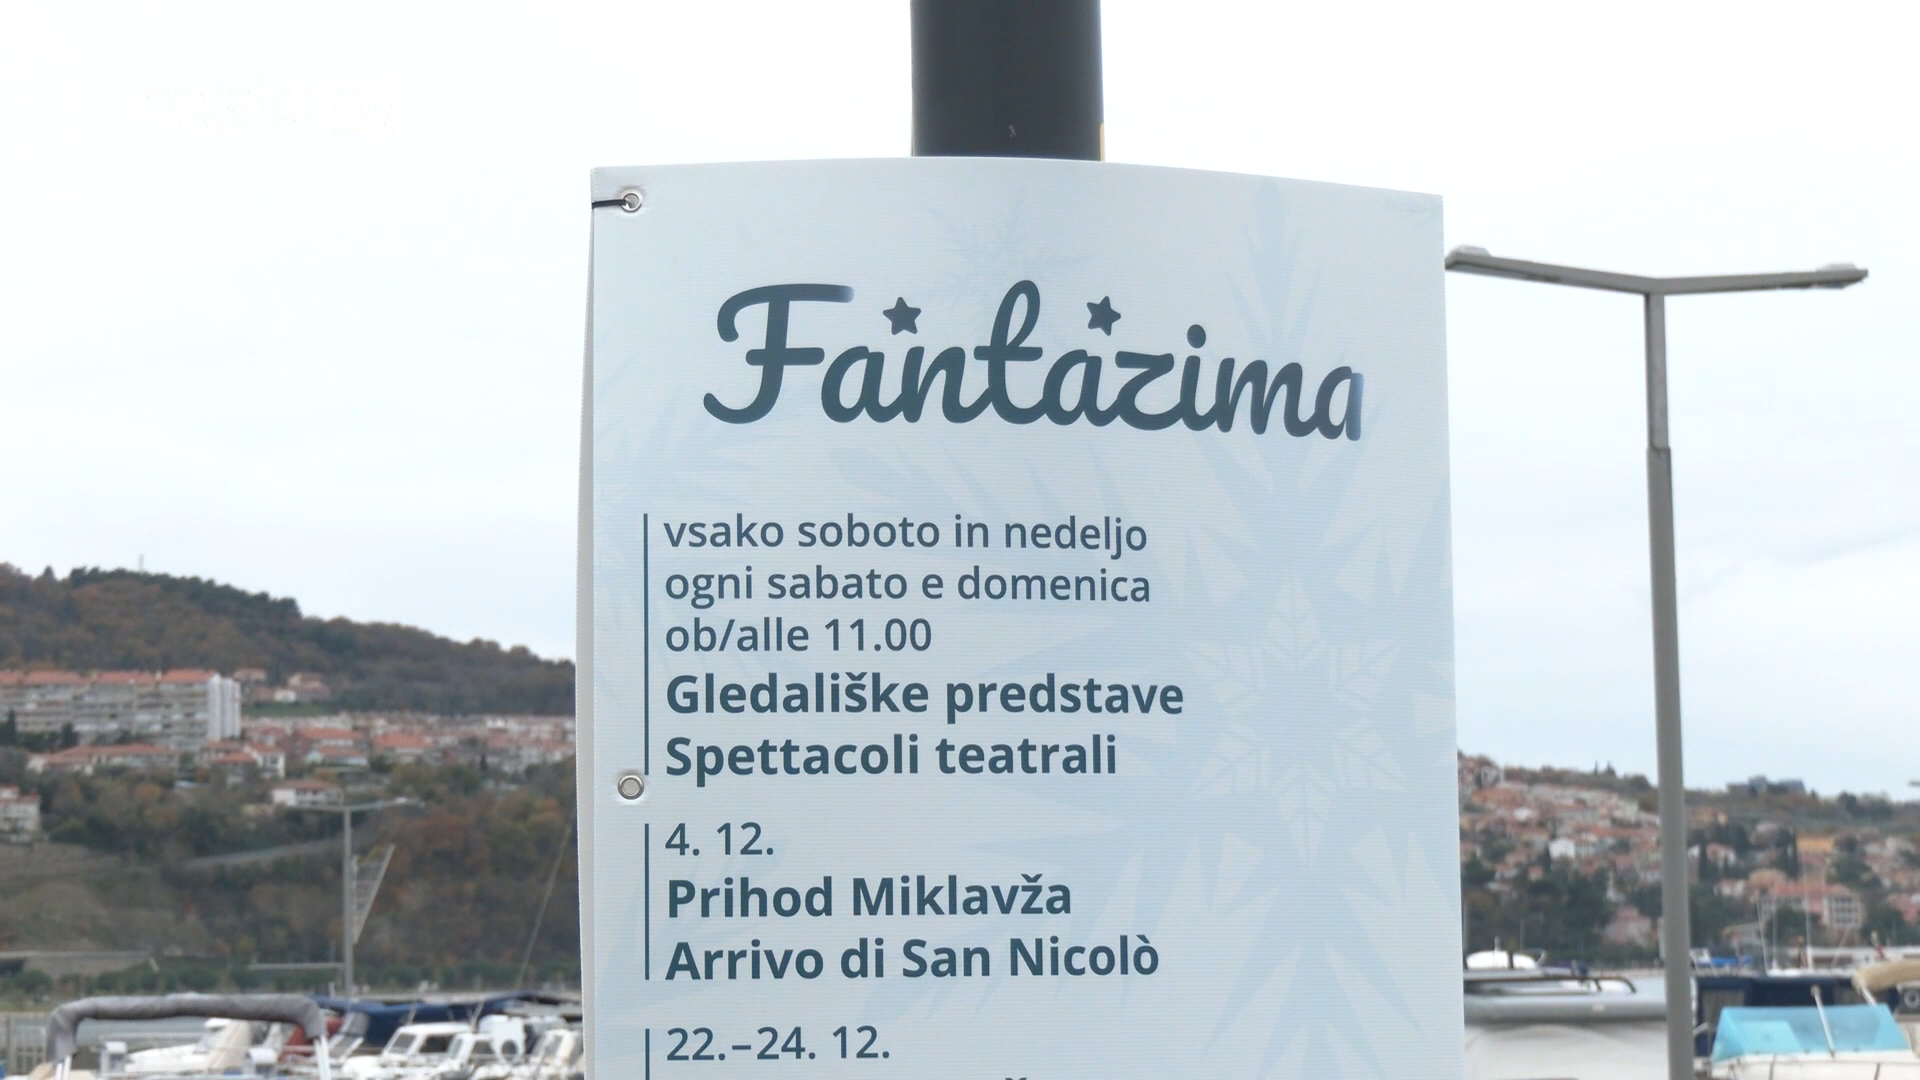 Fantazima
vsako soboto in nedeljo
ogni sabato e domenica
ob/alle 11.00
Gledališke predstave
Spettacoli teatrali
4. 12.
Prihod Miklavža
Arrivo di San Nicolò
22.–24. 12.